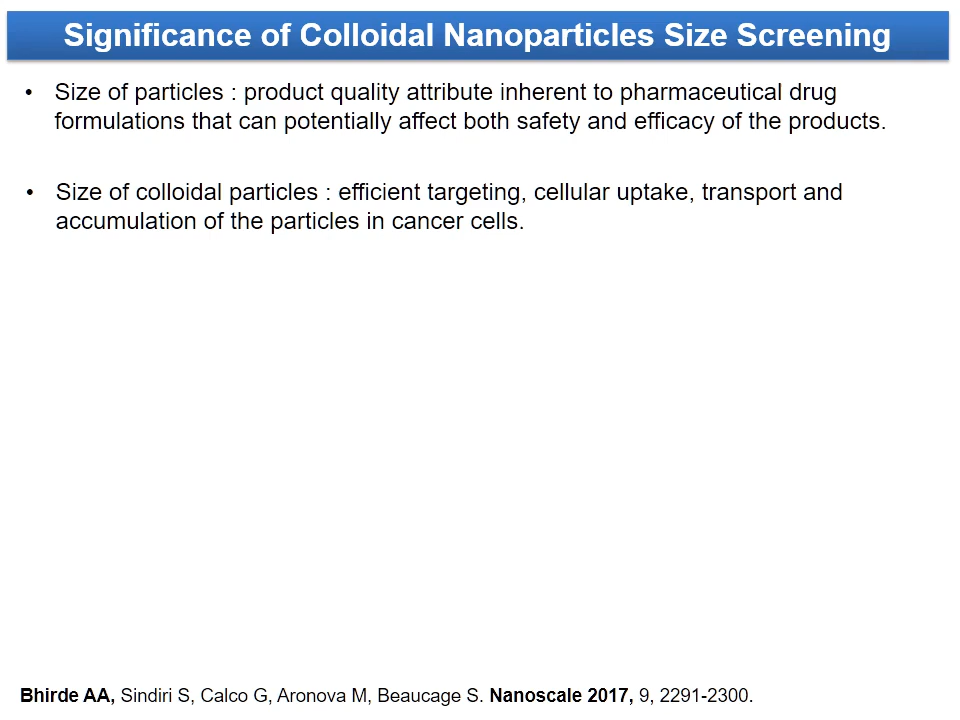 Significance of Colloidal Nanoparticles Size Screening
• Size of particles : product quality attribute inherent to pharmaceutical drug
formulations that can potentially affect both safety and efficacy of the products.
• Size of colloidal particles : efficient targeting, cellular uptake, transport and
accumulation of the particles in cancer cells.
Bhirde AA, Sindiri S, Calco G, Aronova M, Beaucage S. Nanoscale 2017, 9, 2291-2300.